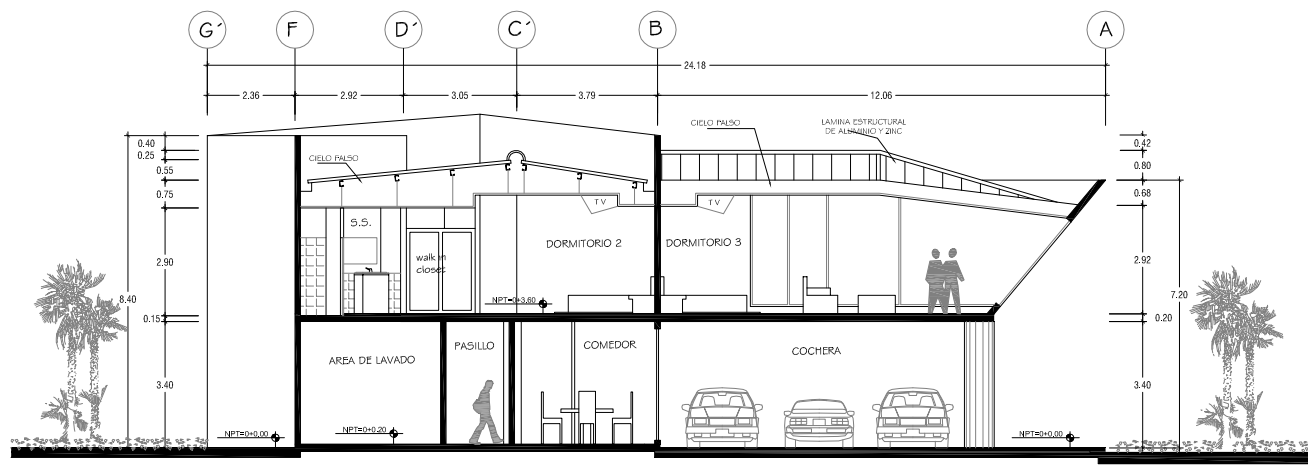 G´ F D´ C´ B A
24.18
2.36 2.92 3.05 3.79 12.06
CIELO FALSO
LAMINA ESTRUCTURAL
DE ALUMINIO Y ZINC
0.40
0.25
0.55
0.75
2.90
0.15
3.40
8.40
CIELO FALSO
S.S.
walk in
closet
TV
TV
DORMITORIO 2
DORMITORIO 3
NPT=0+3.60
AREA DE LAVADO
PASILLO
COMEDOR
COCHERA
NPT=0+0.00
NPT=0+0.20
NPT=0+0.00
0.42
0.80
0.68
2.92
0.20
3.40
7.20